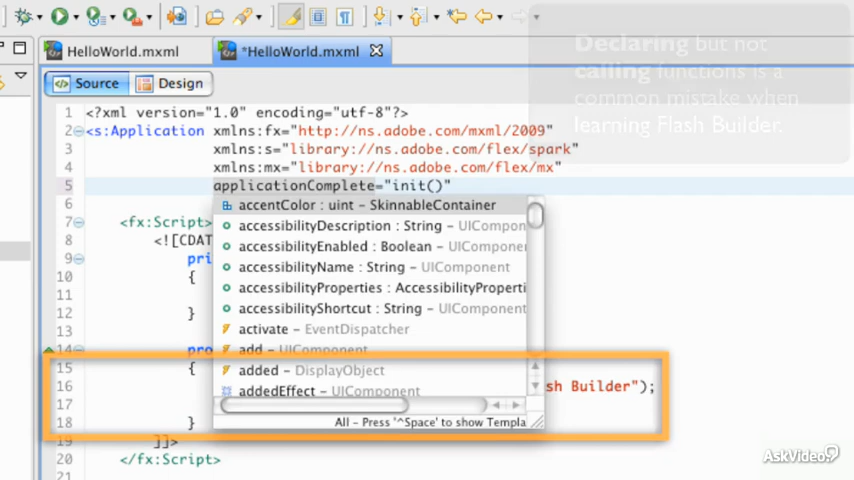 HelloWorld.mxml
*HelloWorld.mxml
Declaring but not
calling functions is a
common mistake when
learning Flash Builder.
Source
Design
1 <?xml version="1.0" encoding="utf-8"?>
2 <s:Application xmlns:fx="http://ns.adobe.com/mxml/2009"
3 xmlns:s="library://ns.adobe.com/flex/spark"
4 xmlns:mx="library://ns.adobe.com/flex/mx"
5 applicationComplete="init()"
accentColor : uint – SkinnableContainer
accessibilityDescription : String – UICompon
7 <fx:Script>
8 <![CDAT
accessibilityEnabled : Boolean – UICompone
9 pri
accessibilityName : String – UIComponent
10 {
accessibilityProperties : AccessibilityProperti
11
accessibilityShortcut : String – UIComponent
12 }
activate – EventDispatcher
13
add – UIComponent
14
15 {
added – DisplayObject
16 sh Builder");
addedEffect – UIComponent
17
18 }
All – Press '^Space' to show Templa
19 ]]>
20 </fx:Script>
21
AskVideo